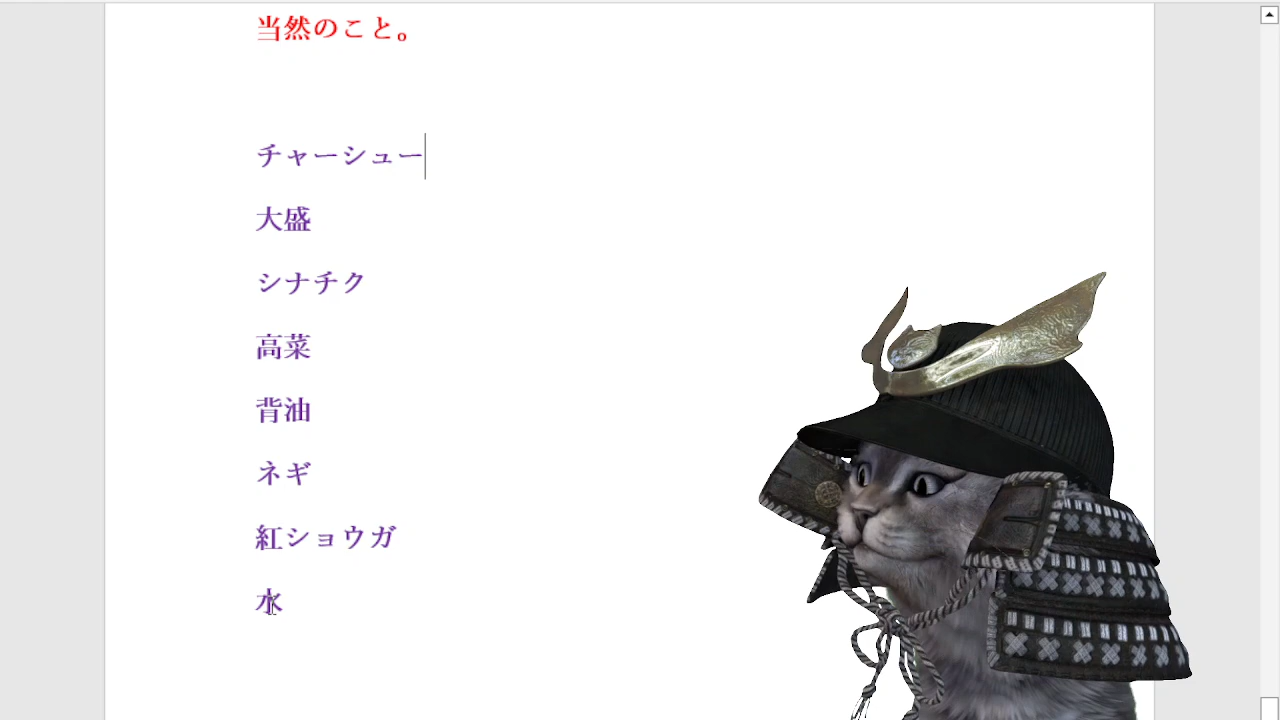 当然のこと。
チャーシュー
大盛
シナチク
高菜
背油
ネギ
紅ショウガ
水